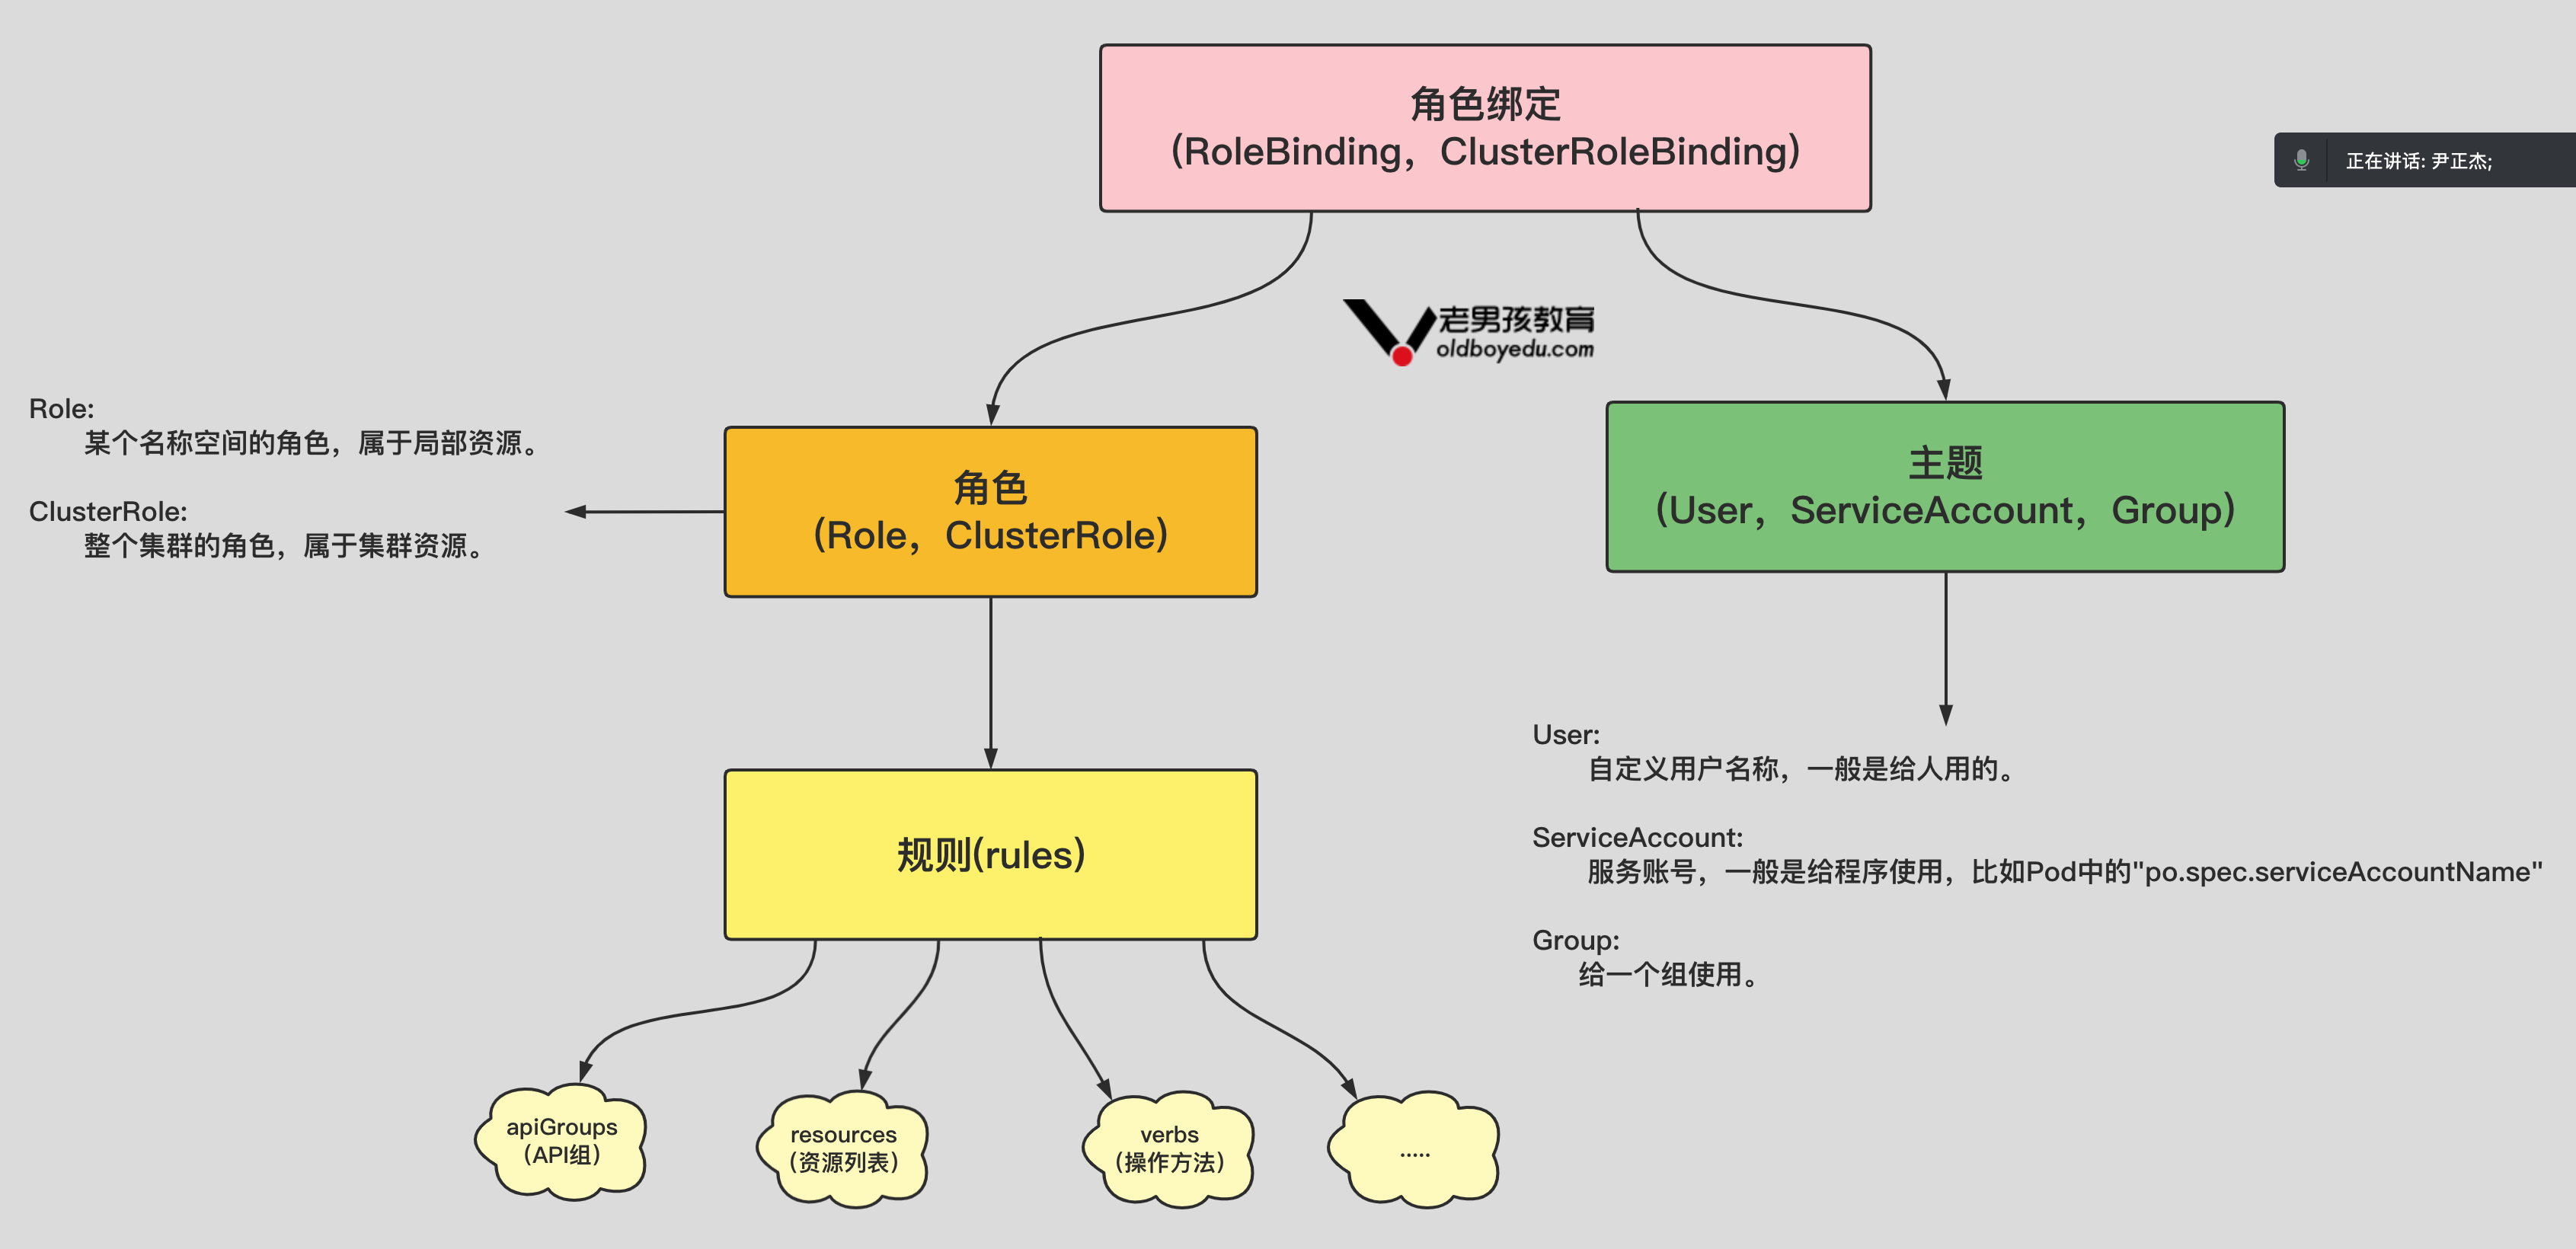 角色绑定
(RoleBinding，ClusterRoleBinding)
正在讲话: 尹正杰;
老男孩教育
oldboyedu.com
Role:
某个名称空间的角色，属于局部资源。
ClusterRole:
整个集群的角色，属于集群资源。
角色
(Role，ClusterRole)
主题
(User，ServiceAccount，Group)
规则(rules)
User:
自定义用户名称，一般是给人用的。
ServiceAccount:
服务账号，一般是给程序使用，比如Pod中的"po.spec.serviceAccountName"
Group:
给一个组使用。
apiGroups
（API组）
resources
（资源列表）
verbs
（操作方法）
.....